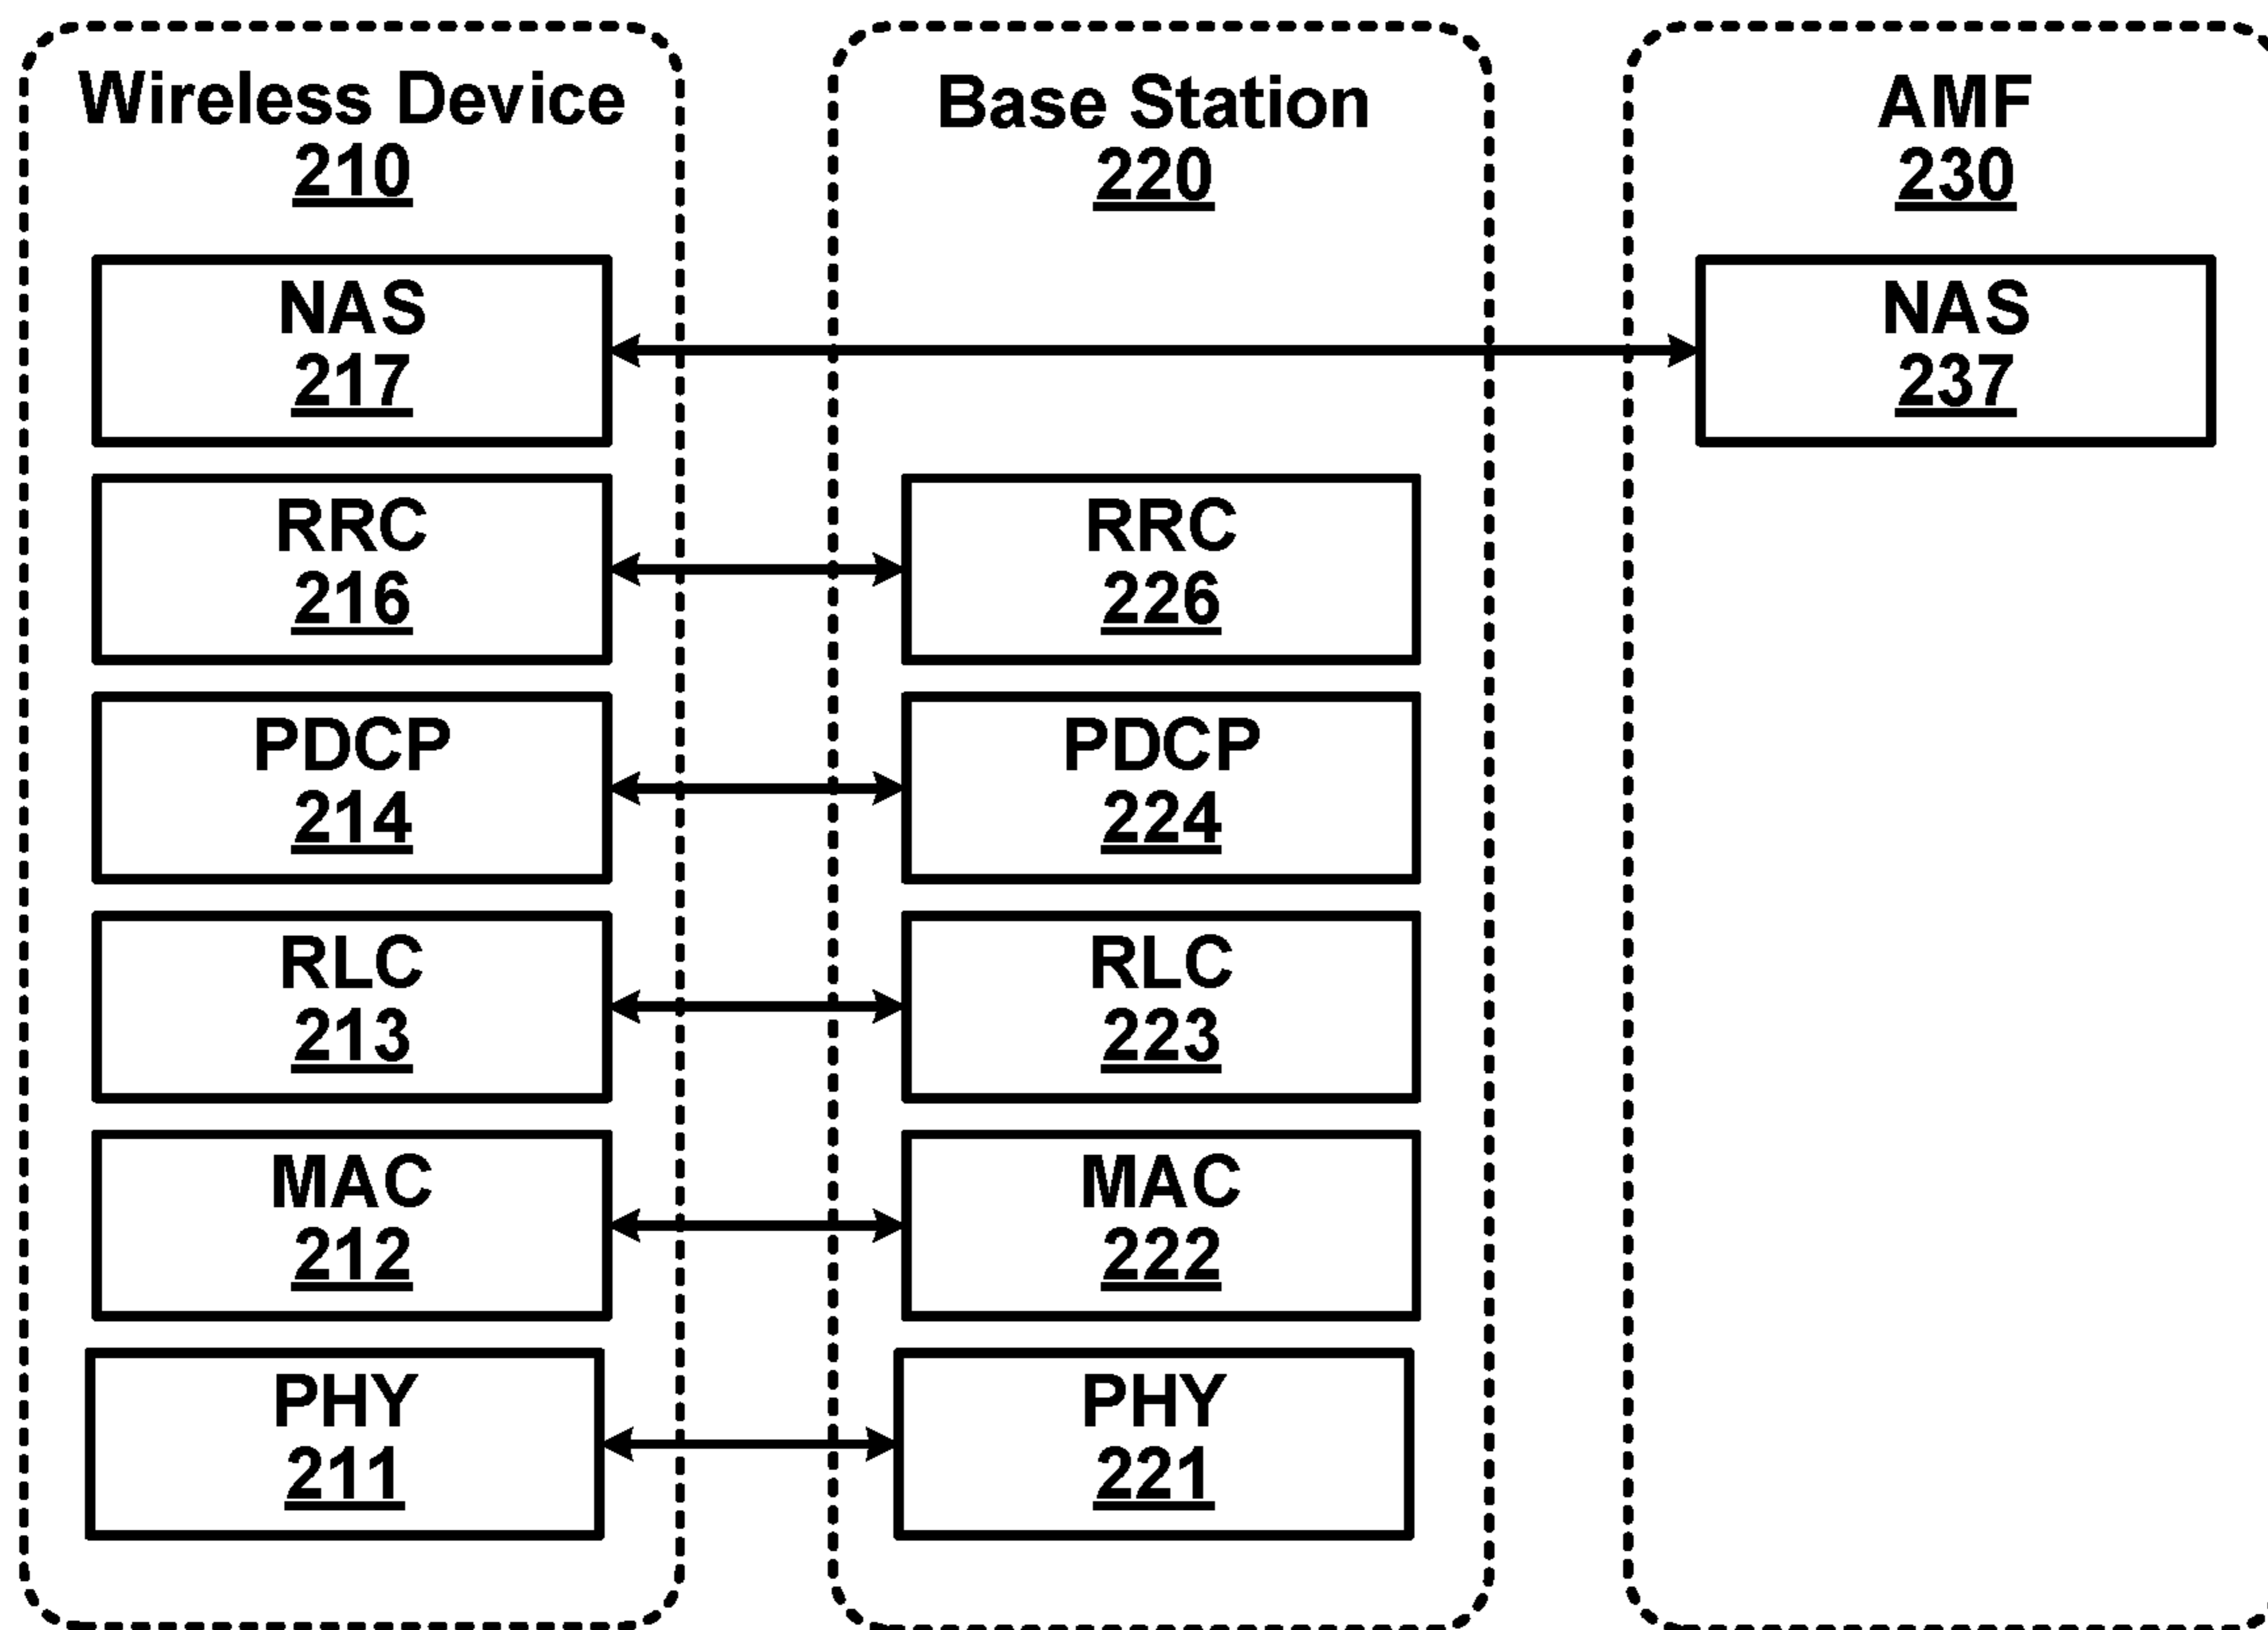 Wireless Device
210
Base Station
220
AMF
230
NAS
217
NAS
237
RRC
216
RRC
226
PDCP
214
PDCP
224
RLC
213
RLC
223
MAC
212
MAC
222
PHY
211
PHY
221